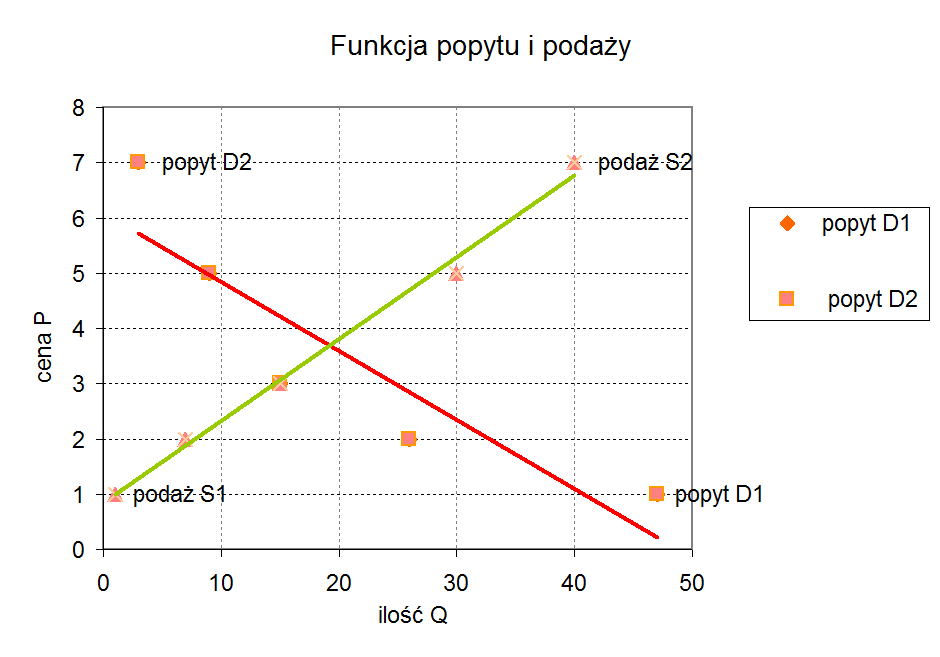 Funkcja popytu i podaży
8
7
6
5
4
3
2
1
0
cena P
popyt D2
podaż S2
podaż S1
popyt D1
0 10 20 30 40 50
ilość Q
popyt D1
popyt D2